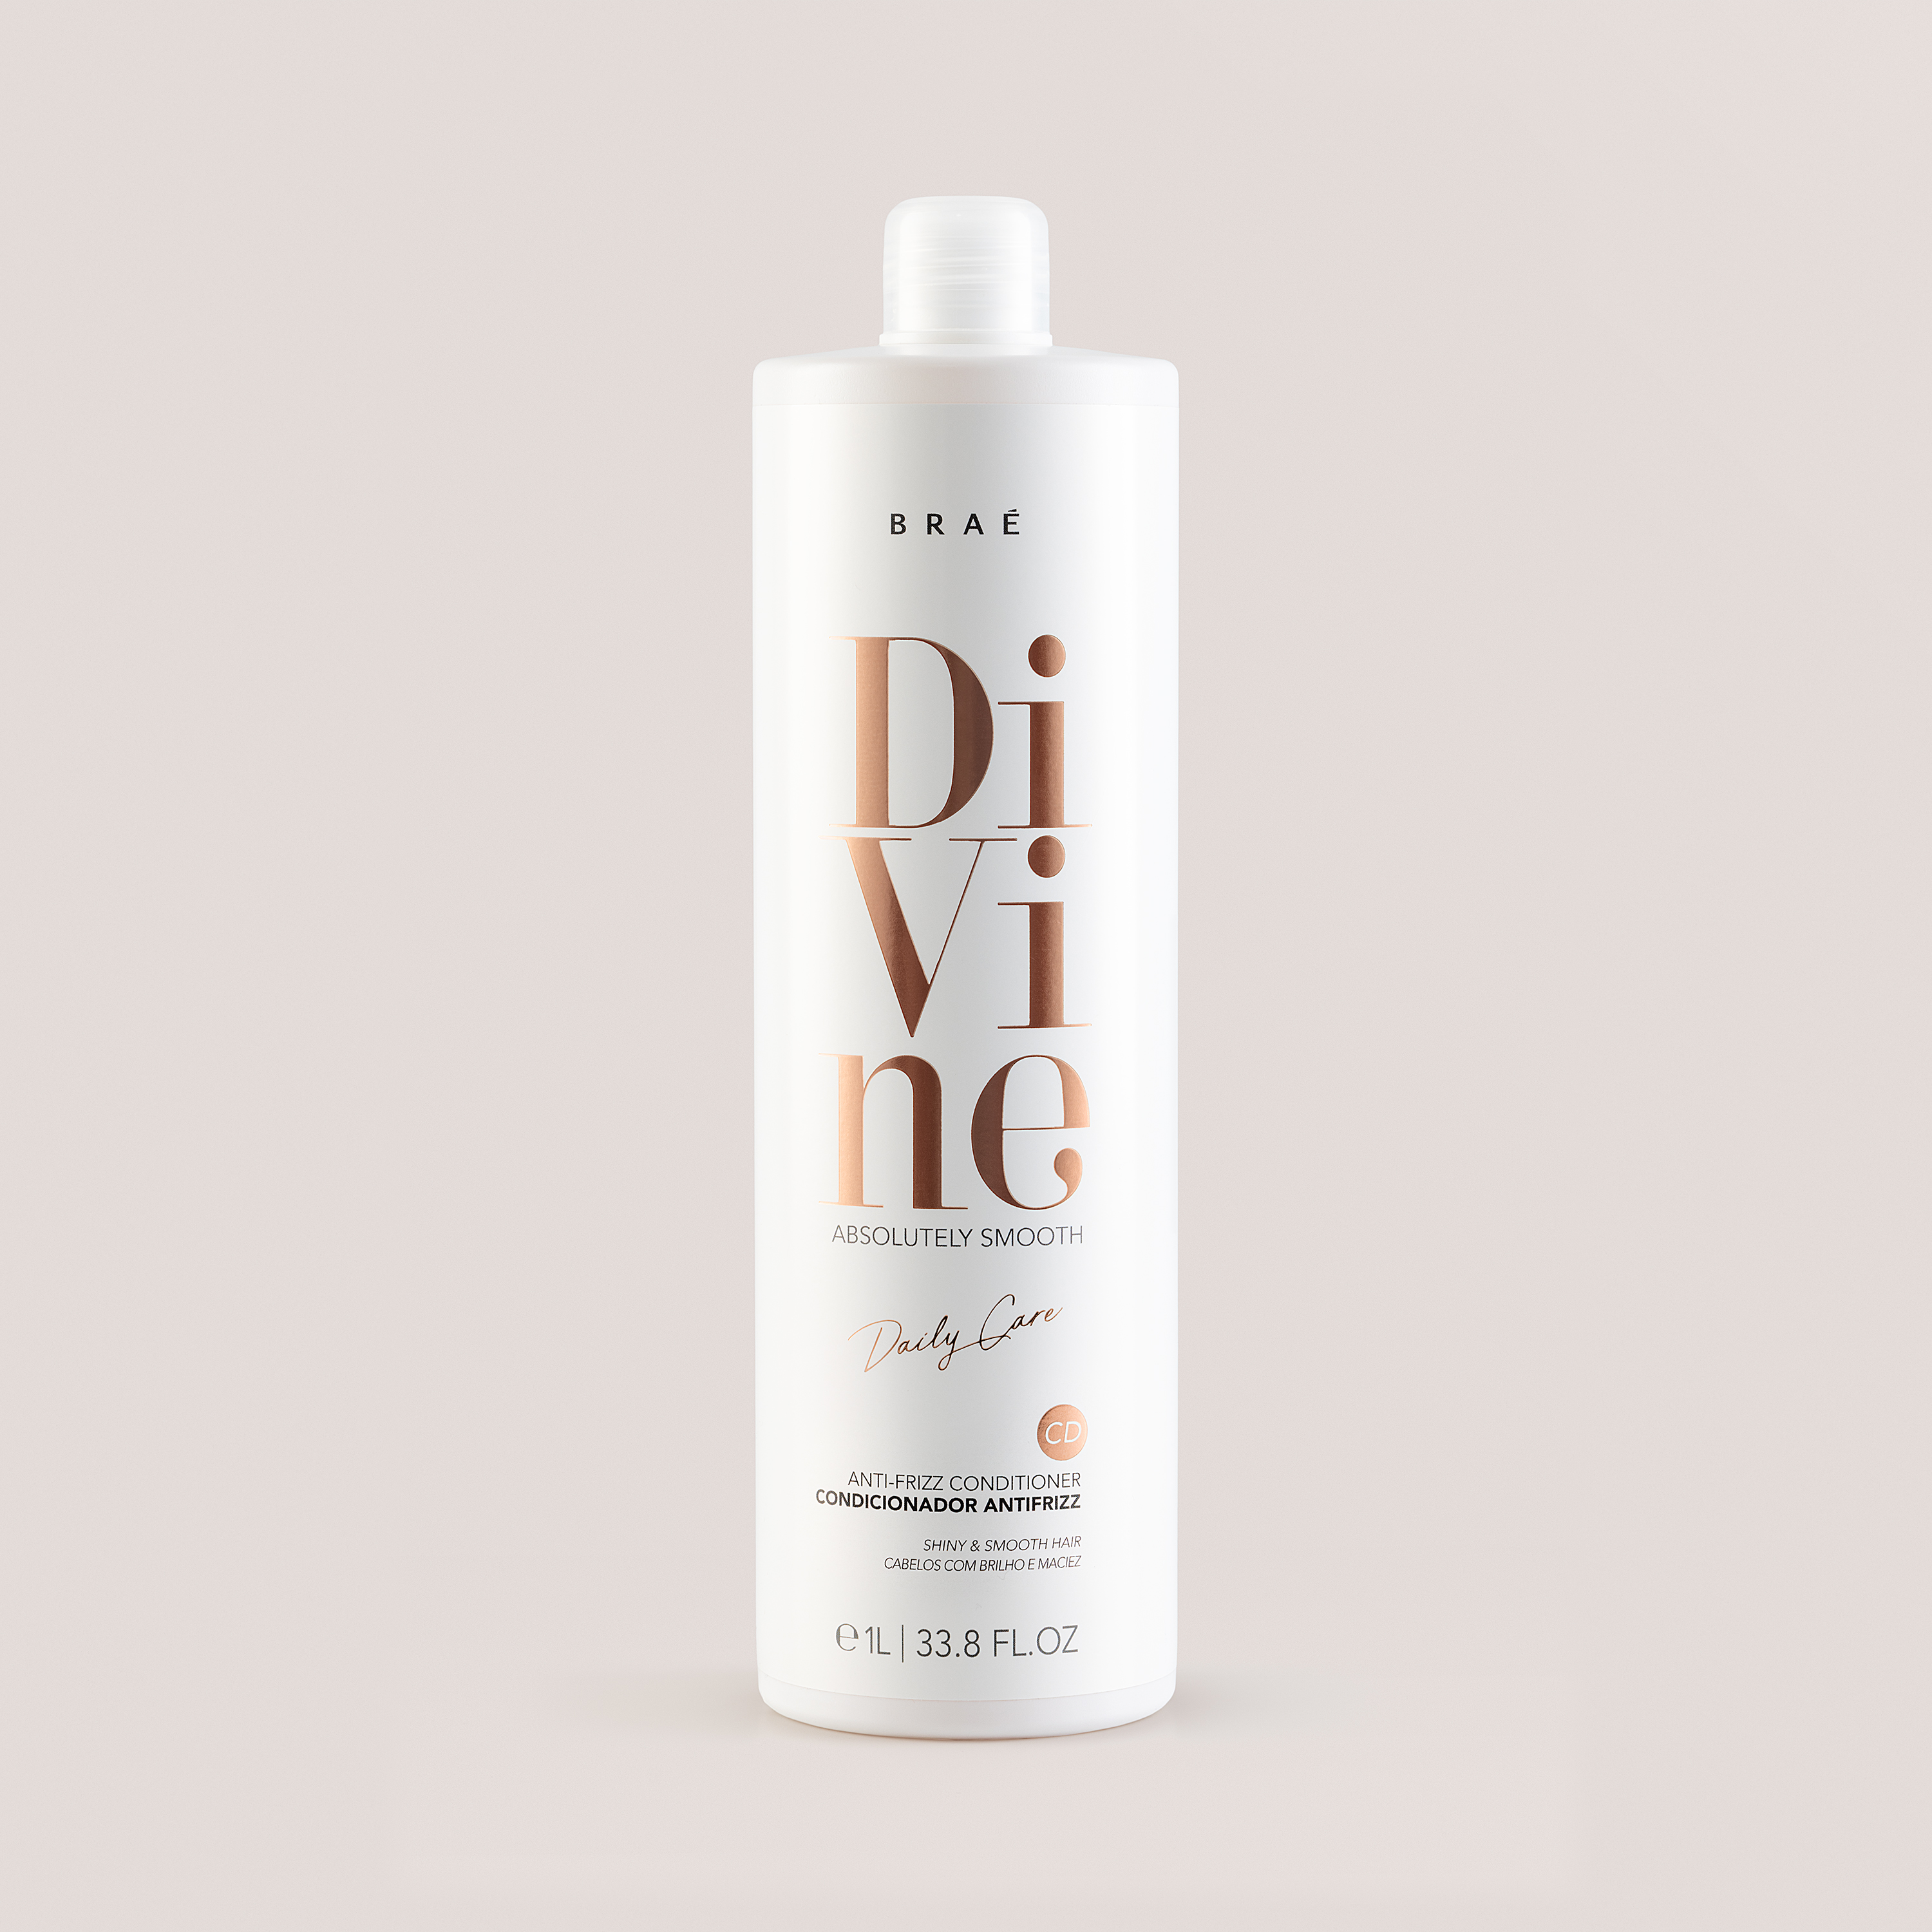 BRAÉ
Di
Vi
ne
ABSOLUTELY SMOOTH
Daily Care
CD
ANTI-FRIZZ CONDITIONER
CONDICIONADOR ANTIFRIZZ
SHINY & SMOOTH HAIR
CABELOS COM BRILHO E MACIEZ
℮ 1L | 33.8 FL.OZ